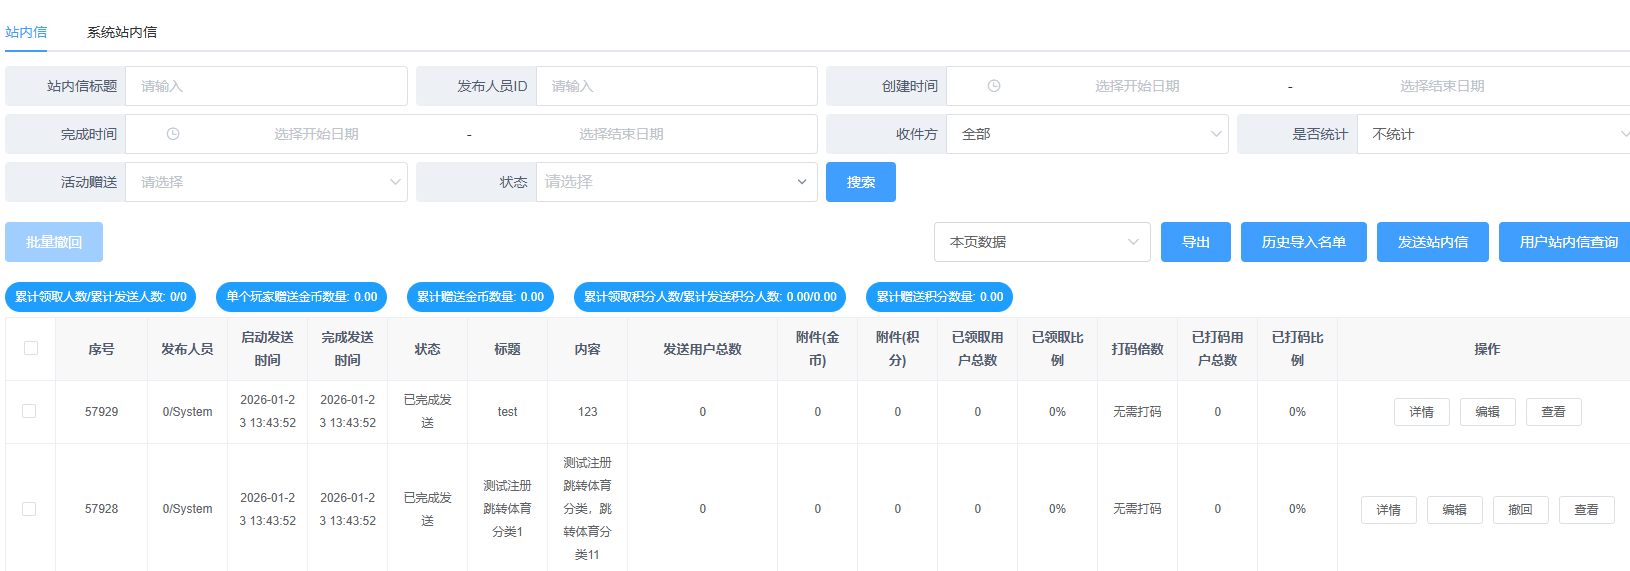 站内信 系统站内信
站内信标题 请输入 发布人员ID 请输入 创建时间 选择开始日期 - 选择结束日期
完成时间 选择开始日期 - 选择结束日期 收件方 全部 是否统计 不统计
活动赠送 请选择 状态 请选择 搜索
批量撤回 本页数据 导出 历史导入名单 发送站内信 用户站内信查询
累计领取人数/累计发送人数: 0/0 单个玩家赠送金币数量: 0.00 累计赠送金币数量: 0.00 累计领取积分人数/累计发送积分人数: 0.00/0.00 累计赠送积分数量: 0.00
序号 发布人员 启动发送 完成发送 状态 标题 内容 发送用户总数 附件(金 附件(积 已领取用 已领取比 打码倍数 已打码用 已打码比 操作
时间 时间 币) 分) 户总数 例 户总数 例
57929 0/System 2026-01-2 2026-01-2 已完成发 test 123 0 0 0 0 0% 无需打码 0 0% 详情 编辑 查看
3 13:43:52 3 13:43:52 送
57928 0/System 2026-01-2 2026-01-2 已完成发 测试注册 测试注册 0 0 0 0 0% 无需打码 0 0% 详情 编辑 撤回 查看
3 13:43:52 3 13:43:52 送 跳转体育 跳转体育
分类1 分类，跳
转体育分
类11